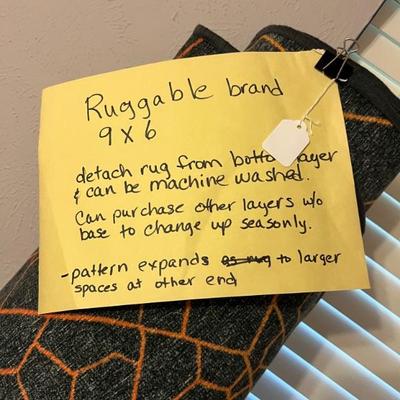 Ruggable brand
9 x 6
detach rug from bottom layer
& can be machine washed.
Can purchase other layers w/o
base to change up seasonly.
- pattern expands to larger
spaces at other end